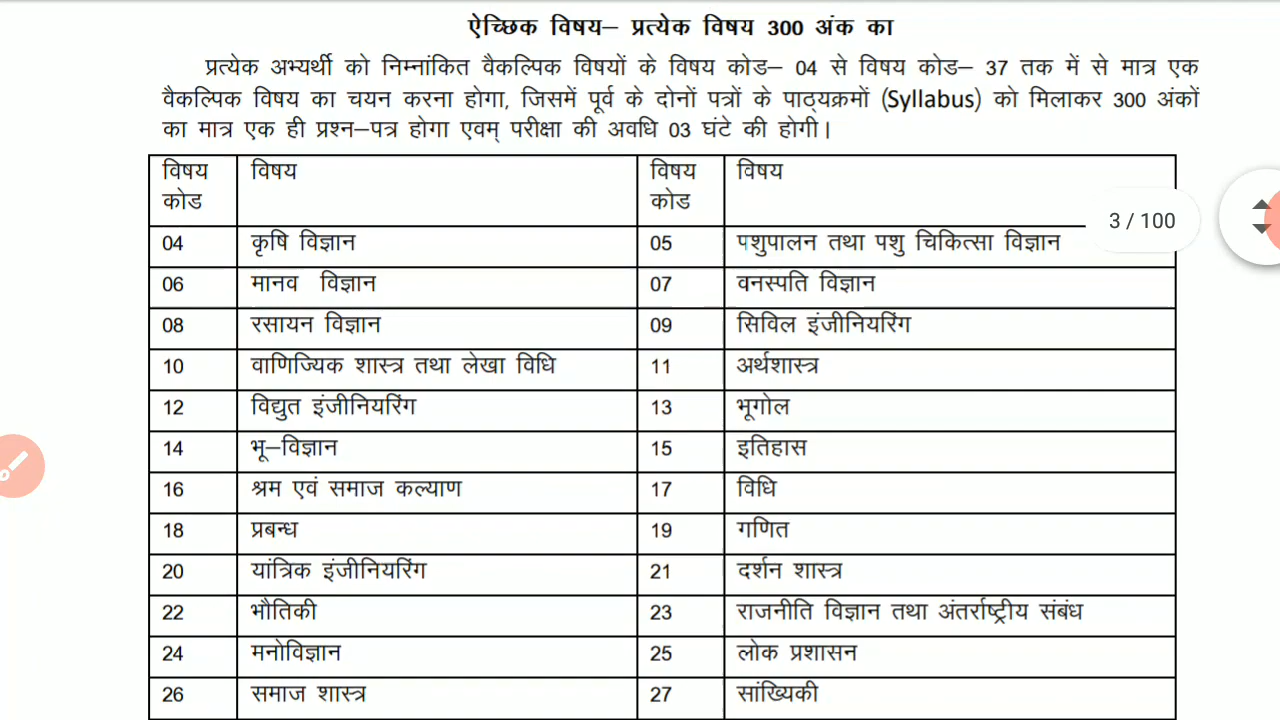 ऐच्छिक विषय– प्रत्येक विषय 300 अंक का
प्रत्येक अभ्यर्थी को निम्नांकित वैकल्पिक विषयों के विषय कोड– 04 से विषय कोड– 37 तक में से मात्र एक
वैकल्पिक विषय का चयन करना होगा, जिसमें पूर्व के दोनों पत्रों के पाठ्यक्रमों (Syllabus) को मिलाकर 300 अंकों
का मात्र एक ही प्रश्न–पत्र होगा एवम् परीक्षा की अवधि 03 घंटे की होगी।
विषय कोड विषय विषय कोड विषय
3 / 100
04 कृषि विज्ञान 05 पशुपालन तथा पशु चिकित्सा विज्ञान
06 मानव विज्ञान 07 वनस्पति विज्ञान
08 रसायन विज्ञान 09 सिविल इंजीनियरिंग
10 वाणिज्यिक शास्त्र तथा लेखा विधि 11 अर्थशास्त्र
12 विद्युत इंजीनियरिंग 13 भूगोल
14 भू–विज्ञान 15 इतिहास
16 श्रम एवं समाज कल्याण 17 विधि
18 प्रबन्ध 19 गणित
20 यांत्रिक इंजीनियरिंग 21 दर्शन शास्त्र
22 भौतिकी 23 राजनीति विज्ञान तथा अंतर्राष्ट्रीय संबंध
24 मनोविज्ञान 25 लोक प्रशासन
26 समाज शास्त्र 27 सांख्यिकी